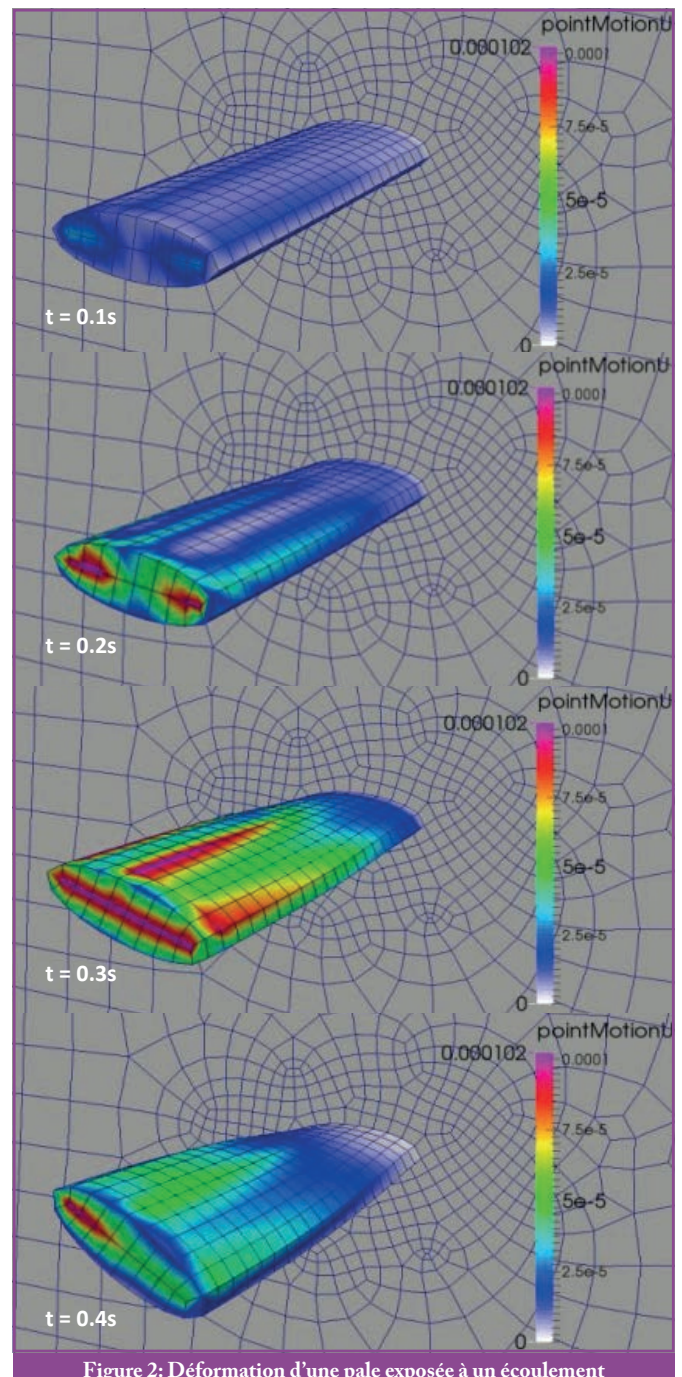 pointMotionU
0.000102
0.0001
7.5e-5
5e-5
2.5e-5
0
t = 0.1s
pointMotionU
0.000102
0.0001
7.5e-5
5e-5
2.5e-5
0
t = 0.2s
pointMotionU
0.000102
0.0001
7.5e-5
5e-5
2.5e-5
0
t = 0.3s
pointMotionU
0.000102
0.0001
7.5e-5
5e-5
2.5e-5
0
t = 0.4s
Figure 2: Déformation d'une pale exposée à un écoulement